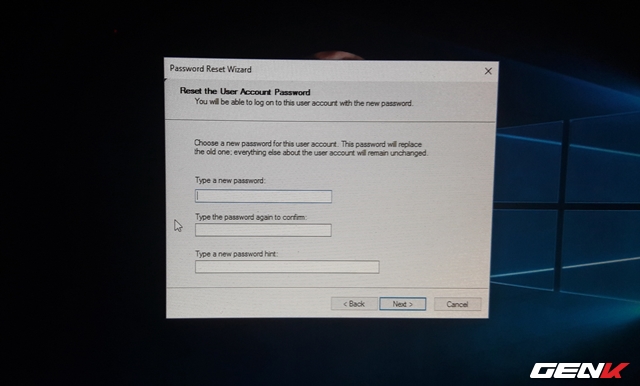 Password Reset Wizard
Reset the User Account Password
You will be able to log on to this user account with the new password.
Choose a new password for this user account. This password will replace
the old one; everything else about the user account will remain unchanged.
Type a new password:
Type the password again to confirm:
Type a new password hint:
< Back
Next >
Cancel
GENK